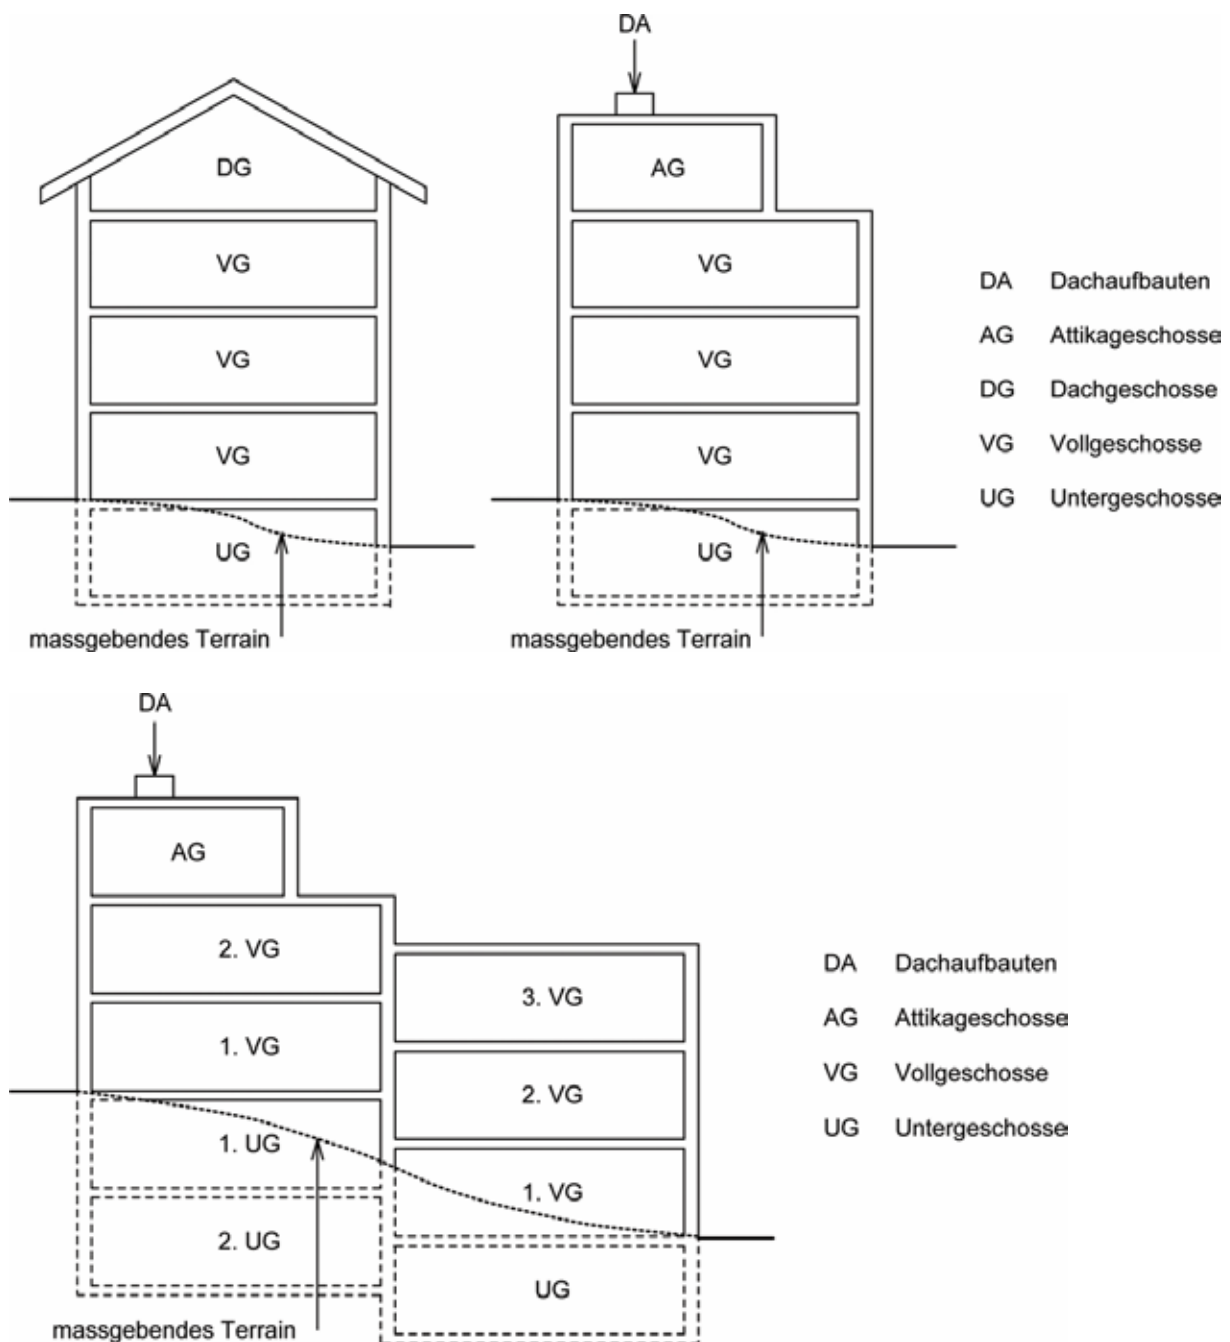 DA
DG
VG
VG
VG
UG
massgebendes Terrain
AG
VG
VG
VG
UG
massgebendes Terrain
DA Dachaufbauten
AG Attikageschosse
DG Dachgeschosse
VG Vollgeschosse
UG Untergeschosse
DA
AG
2. VG
1. VG
1. UG
2. UG
massgebendes Terrain
3. VG
2. VG
1. VG
UG
DA Dachaufbauten
AG Attikageschosse
VG Vollgeschosse
UG Untergeschosse